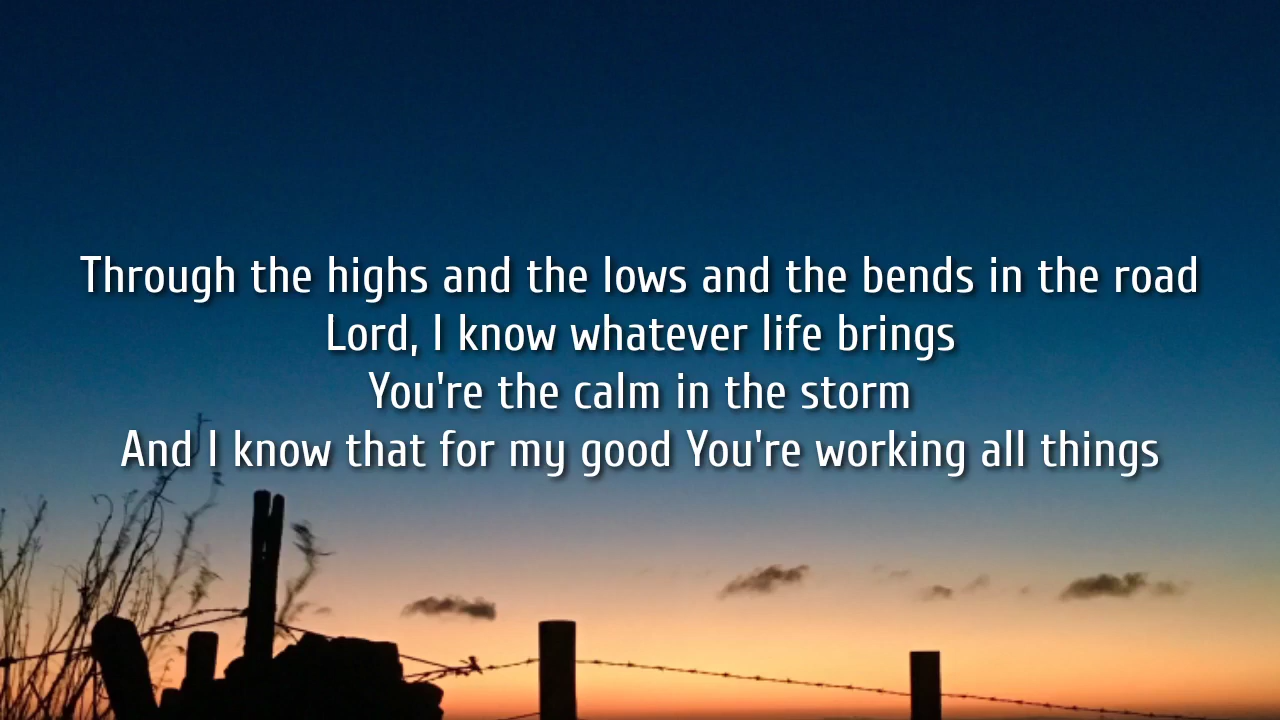 Through the highs and the lows and the bends in the road
Lord, I know whatever life brings
You're the calm in the storm
And I know that for my good You're working all things